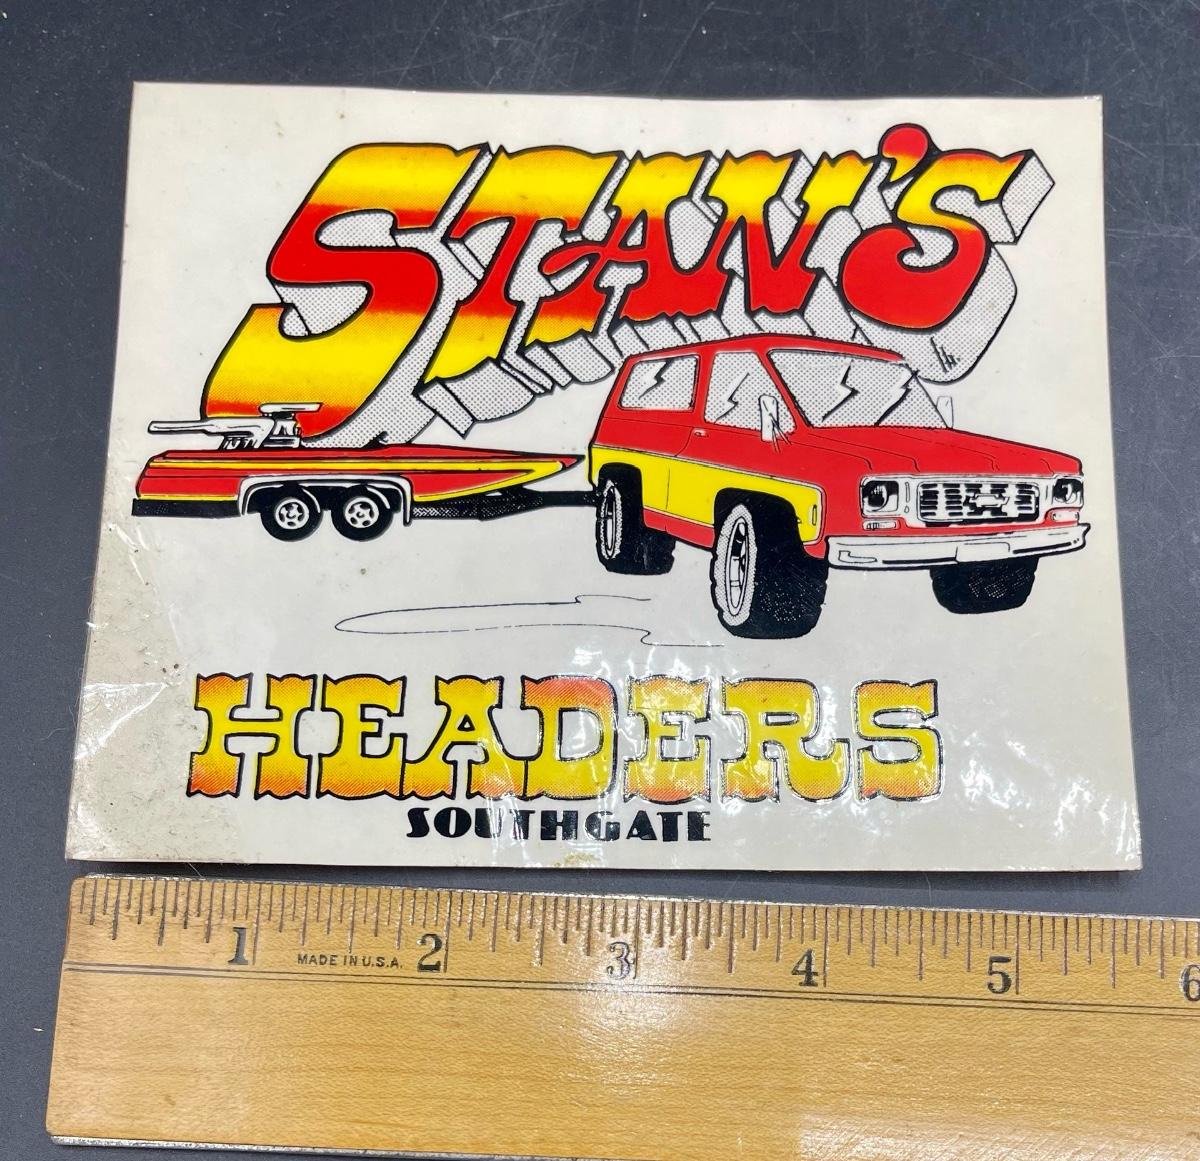 STAN'S
HEADERS
SOUTHGATE
1 2 3 4 5 6
MADE IN U.S.A.